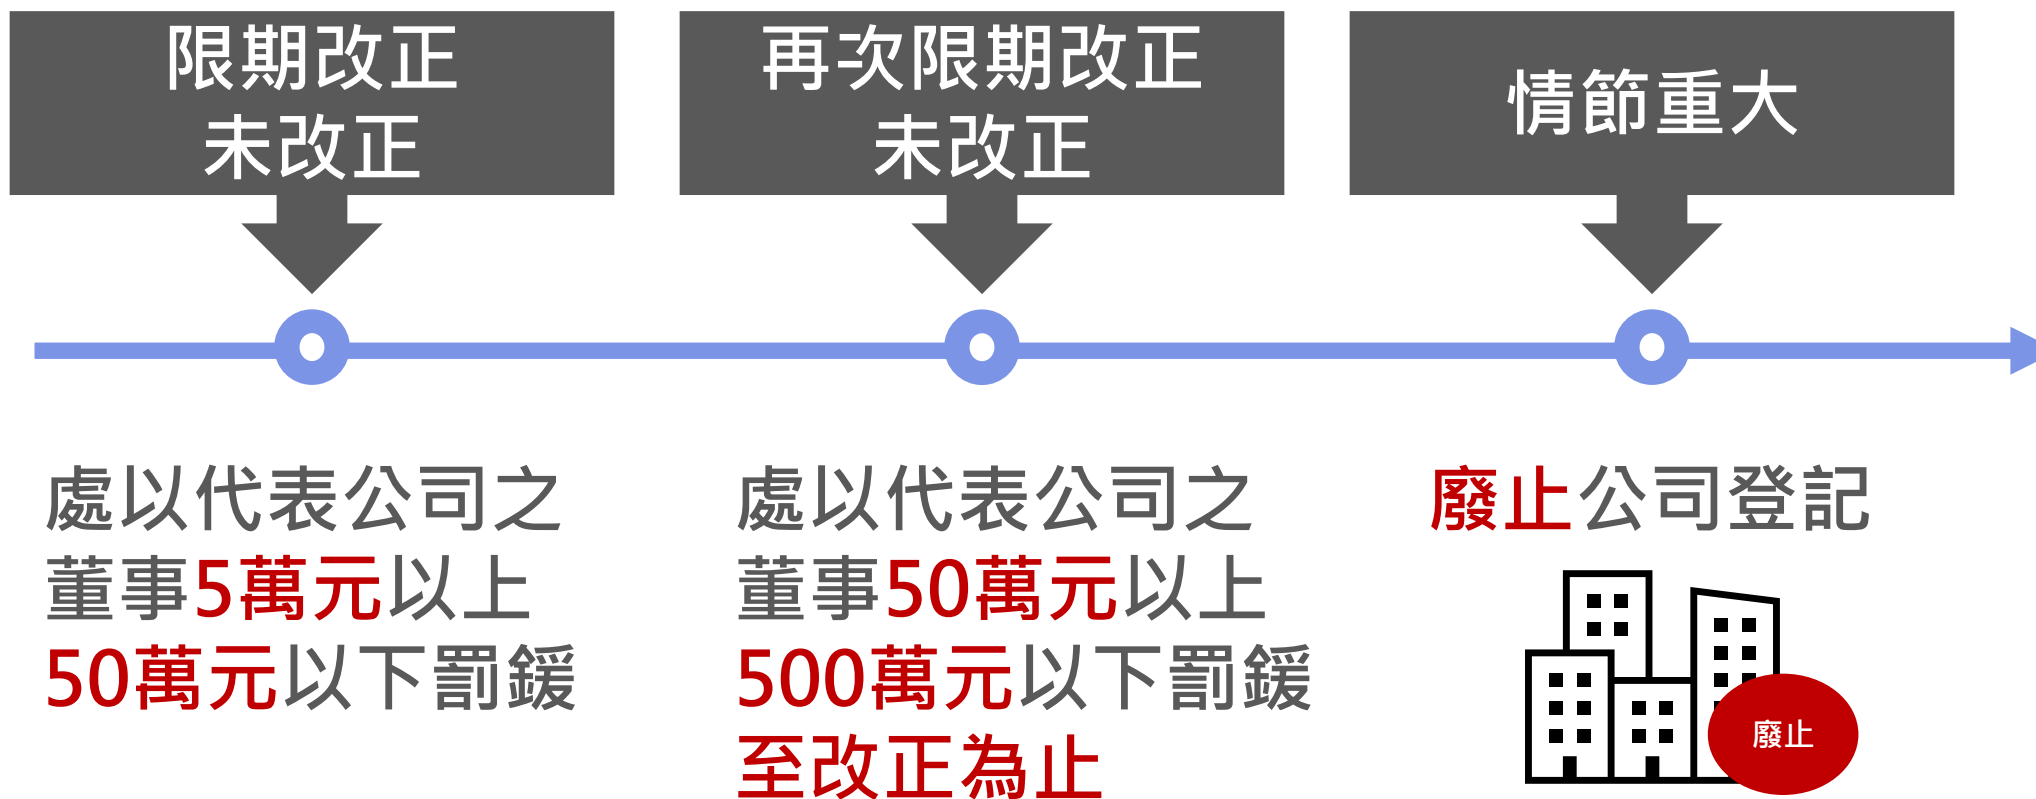 限期改正
未改正
再次限期改正
未改正
情節重大
處以代表公司之
董事5萬元以上
50萬元以下罰鍰
處以代表公司之
董事50萬元以上
500萬元以下罰鍰
至改正為止
廢止公司登記
廢止